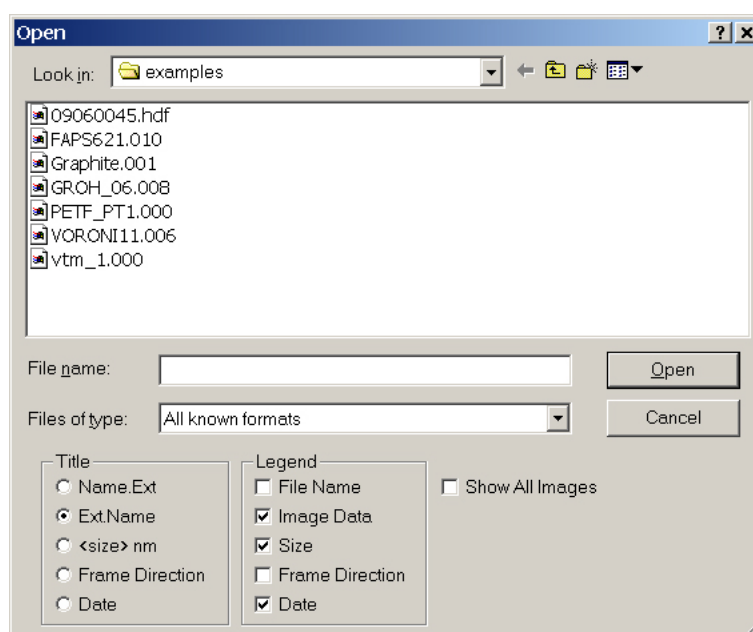 Open
Look in: examples
09060045.hdf
FAPS621.010
Graphite.001
GROH_06.008
PETF_PT1.000
VORONI11.006
vtm_1.000
File name: Open
Files of type: All known formats Cancel
Title Legend
Name.Ext File Name Show All Images
Ext.Name Image Data
<size> nm Size
Frame Direction Frame Direction
Date Date